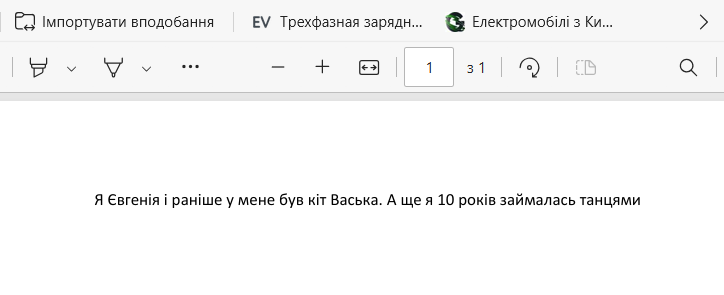 Імпортувати вподобання EV Трехфазная зарядн... Електромобілі з Ки...
1 з 1
Я Євгенія і раніше у мене був кіт Васька. А ще я 10 років займалась танцями